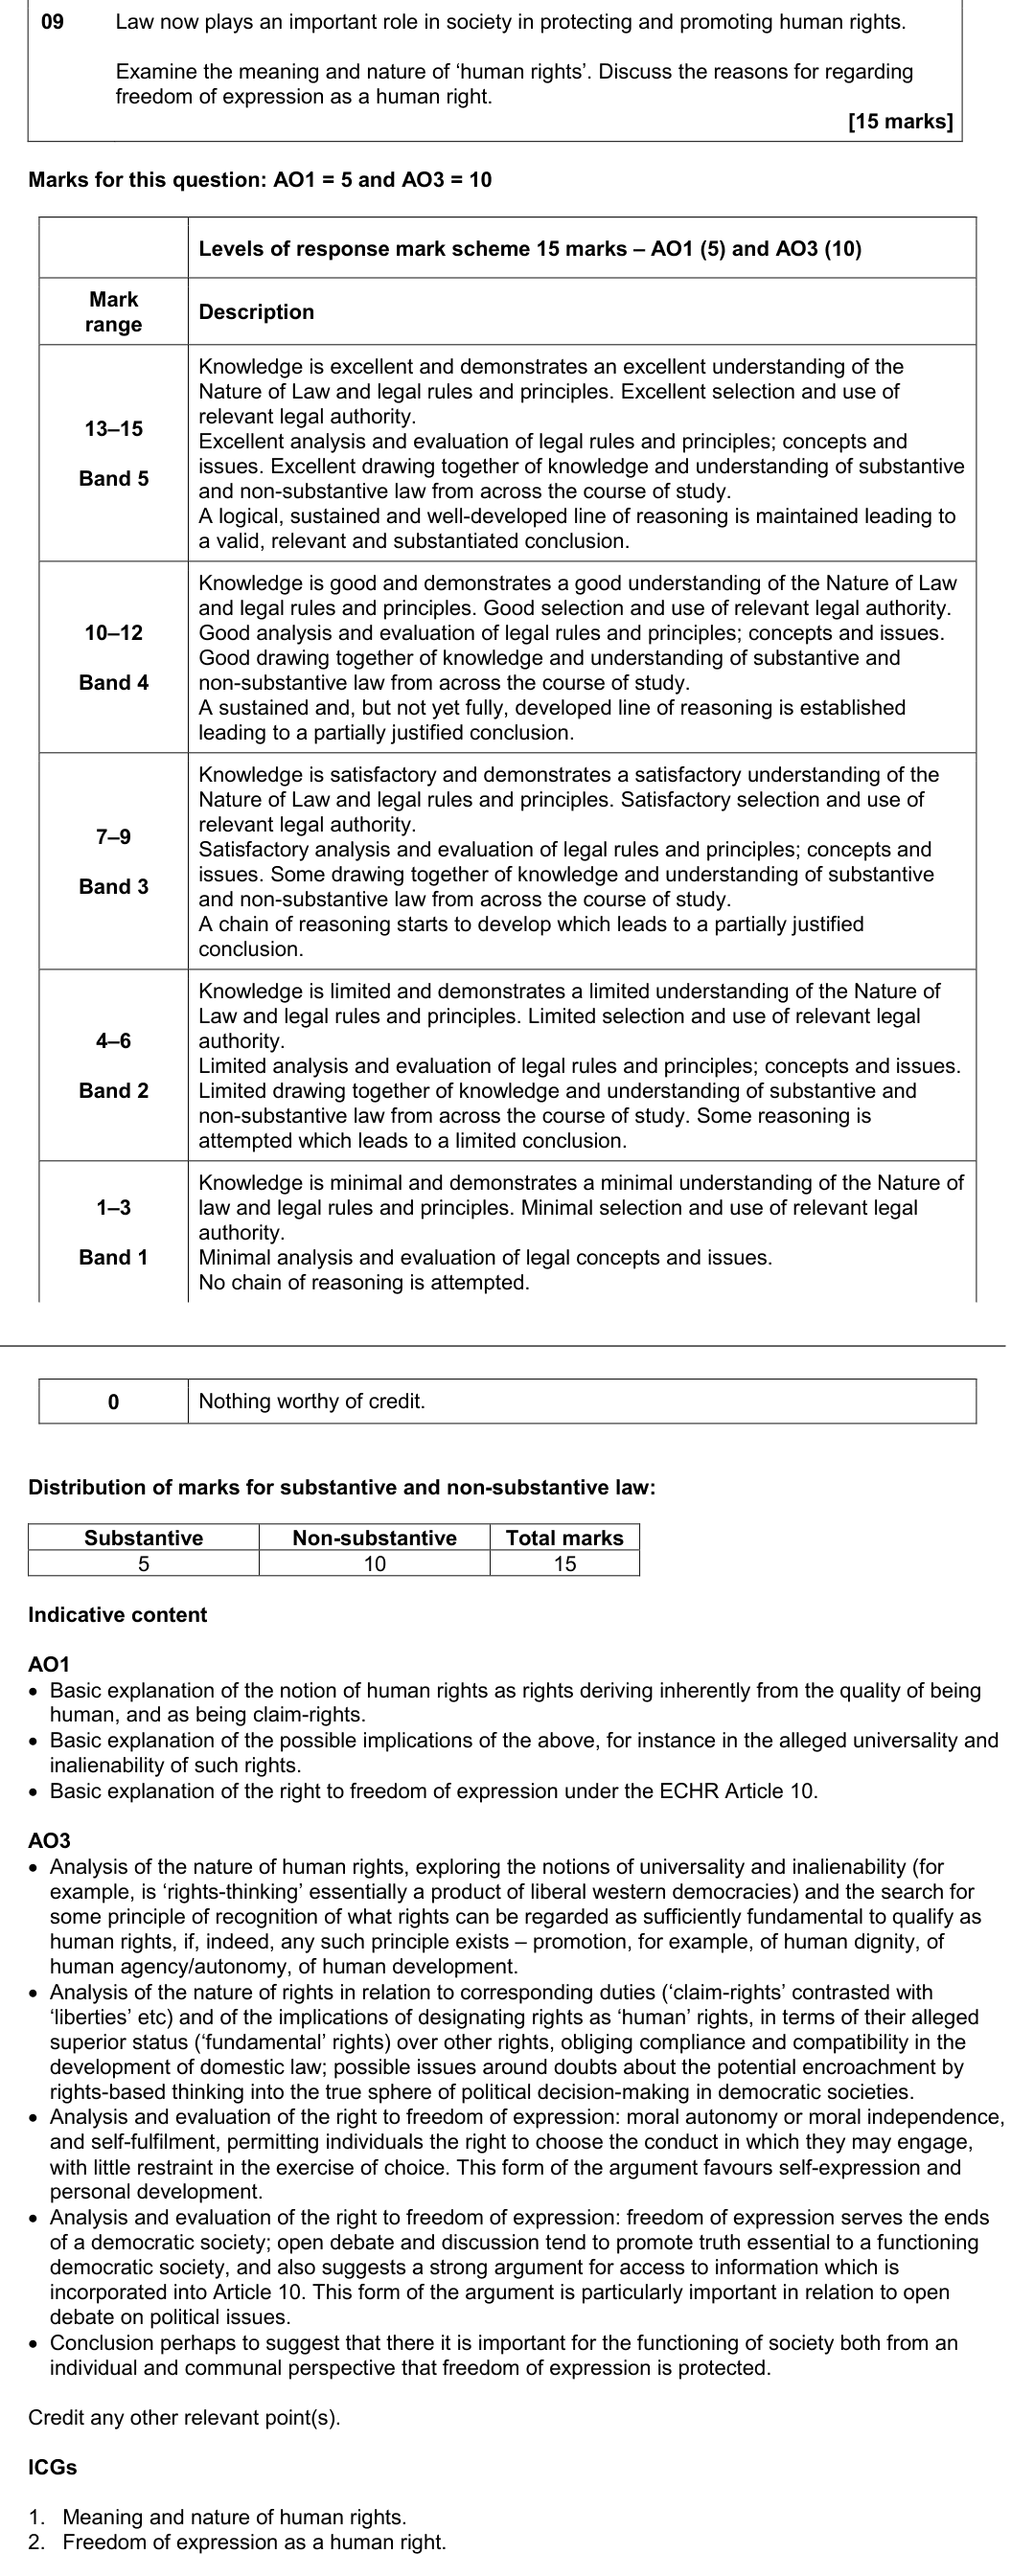 09 Law now plays an important role in society in protecting and promoting human rights.
Examine the meaning and nature of ‘human rights’. Discuss the reasons for regarding
freedom of expression as a human right.
[15 marks]
Marks for this question: AO1 = 5 and AO3 = 10
Levels of response mark scheme 15 marks – AO1 (5) and AO3 (10)
Mark
range
Description
13–15
Band 5
Knowledge is excellent and demonstrates an excellent understanding of the
Nature of Law and legal rules and principles. Excellent selection and use of
relevant legal authority.
Excellent analysis and evaluation of legal rules and principles; concepts and
issues. Excellent drawing together of knowledge and understanding of substantive
and non-substantive law from across the course of study.
A logical, sustained and well-developed line of reasoning is maintained leading to
a valid, relevant and substantiated conclusion.
10–12
Band 4
Knowledge is good and demonstrates a good understanding of the Nature of Law
and legal rules and principles. Good selection and use of relevant legal authority.
Good analysis and evaluation of legal rules and principles; concepts and issues.
Good drawing together of knowledge and understanding of substantive and
non-substantive law from across the course of study.
A sustained and, but not yet fully, developed line of reasoning is established
leading to a partially justified conclusion.
7–9
Band 3
Knowledge is satisfactory and demonstrates a satisfactory understanding of the
Nature of Law and legal rules and principles. Satisfactory selection and use of
relevant legal authority.
Satisfactory analysis and evaluation of legal rules and principles; concepts and
issues. Some drawing together of knowledge and understanding of substantive
and non-substantive law from across the course of study.
A chain of reasoning starts to develop which leads to a partially justified
conclusion.
4–6
Band 2
Knowledge is limited and demonstrates a limited understanding of the Nature of
Law and legal rules and principles. Limited selection and use of relevant legal
authority.
Limited analysis and evaluation of legal rules and principles; concepts and issues.
Limited drawing together of knowledge and understanding of substantive and
non-substantive law from across the course of study. Some reasoning is
attempted which leads to a limited conclusion.
1–3
Band 1
Knowledge is minimal and demonstrates a minimal understanding of the Nature of
law and legal rules and principles. Minimal selection and use of relevant legal
authority.
Minimal analysis and evaluation of legal concepts and issues.
No chain of reasoning is attempted.
0 Nothing worthy of credit.
Distribution of marks for substantive and non-substantive law:
Substantive Non-substantive Total marks
5 10 15
Indicative content
AO1
• Basic explanation of the notion of human rights as rights deriving inherently from the quality of being
human, and as being claim-rights.
• Basic explanation of the possible implications of the above, for instance in the alleged universality and
inalienability of such rights.
• Basic explanation of the right to freedom of expression under the ECHR Article 10.
AO3
• Analysis of the nature of human rights, exploring the notions of universality and inalienability (for
example, is ‘rights-thinking’ essentially a product of liberal western democracies) and the search for
some principle of recognition of what rights can be regarded as sufficiently fundamental to qualify as
human rights, if, indeed, any such principle exists – promotion, for example, of human dignity, of
human agency/autonomy, of human development.
• Analysis of the nature of rights in relation to corresponding duties (‘claim-rights’ contrasted with
‘liberties’ etc) and of the implications of designating rights as ‘human’ rights, in terms of their alleged
superior status (‘fundamental’ rights) over other rights, obliging compliance and compatibility in the
development of domestic law; possible issues around doubts about the potential encroachment by
rights-based thinking into the true sphere of political decision-making in democratic societies.
• Analysis and evaluation of the right to freedom of expression: moral autonomy or moral independence,
and self-fulfilment, permitting individuals the right to choose the conduct in which they may engage,
with little restraint in the exercise of choice. This form of the argument favours self-expression and
personal development.
• Analysis and evaluation of the right to freedom of expression: freedom of expression serves the ends
of a democratic society; open debate and discussion tend to promote truth essential to a functioning
democratic society, and also suggests a strong argument for access to information which is
incorporated into Article 10. This form of the argument is particularly important in relation to open
debate on political issues.
• Conclusion perhaps to suggest that there it is important for the functioning of society both from an
individual and communal perspective that freedom of expression is protected.
Credit any other relevant point(s).
ICGs
1. Meaning and nature of human rights.
2. Freedom of expression as a human right.